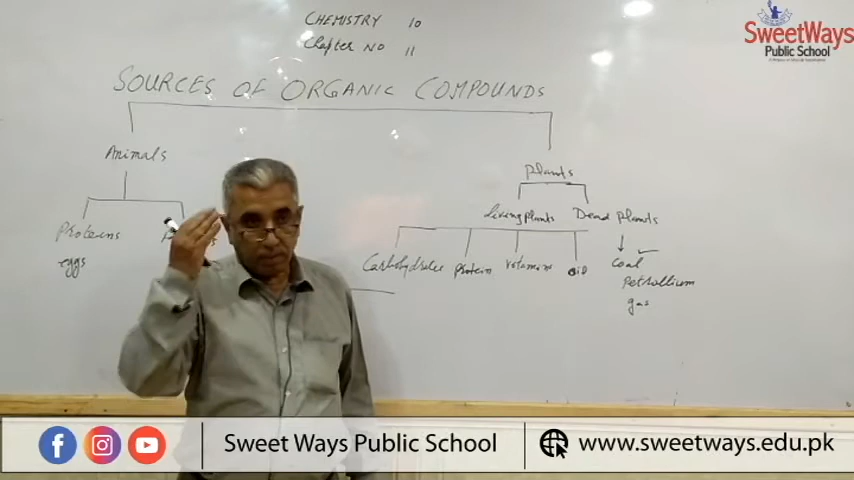 CHEMISTRY 10
Chapter NO 11
SweetWays
Public School
SOURCES OF ORGANIC COMPOUNDS
Animals
plants
living plants Dead plants
Proteins
eggs
Carbohydrates protein vitamins oil
coal
petrollium
gas
Sweet Ways Public School
www.sweetways.edu.pk